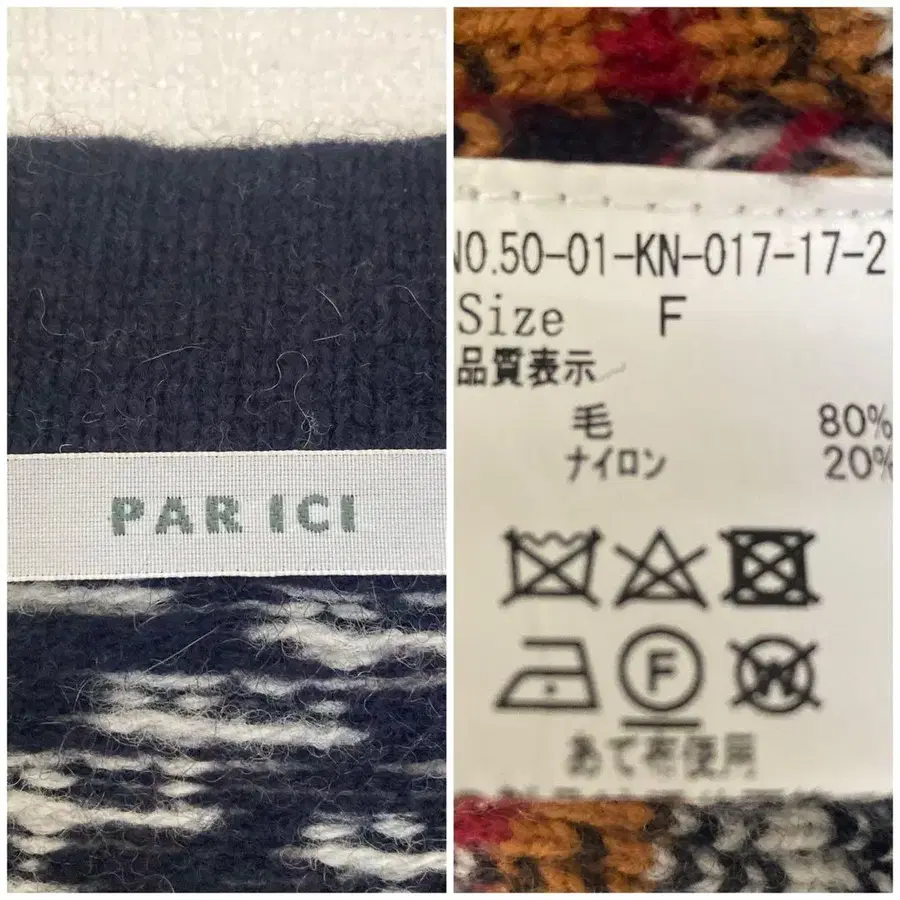 PAR ICI
NO.50-01-KN-017-17-2
Size F
品質表示
毛 80%
ナイロン 20%
F
W
あて布使用